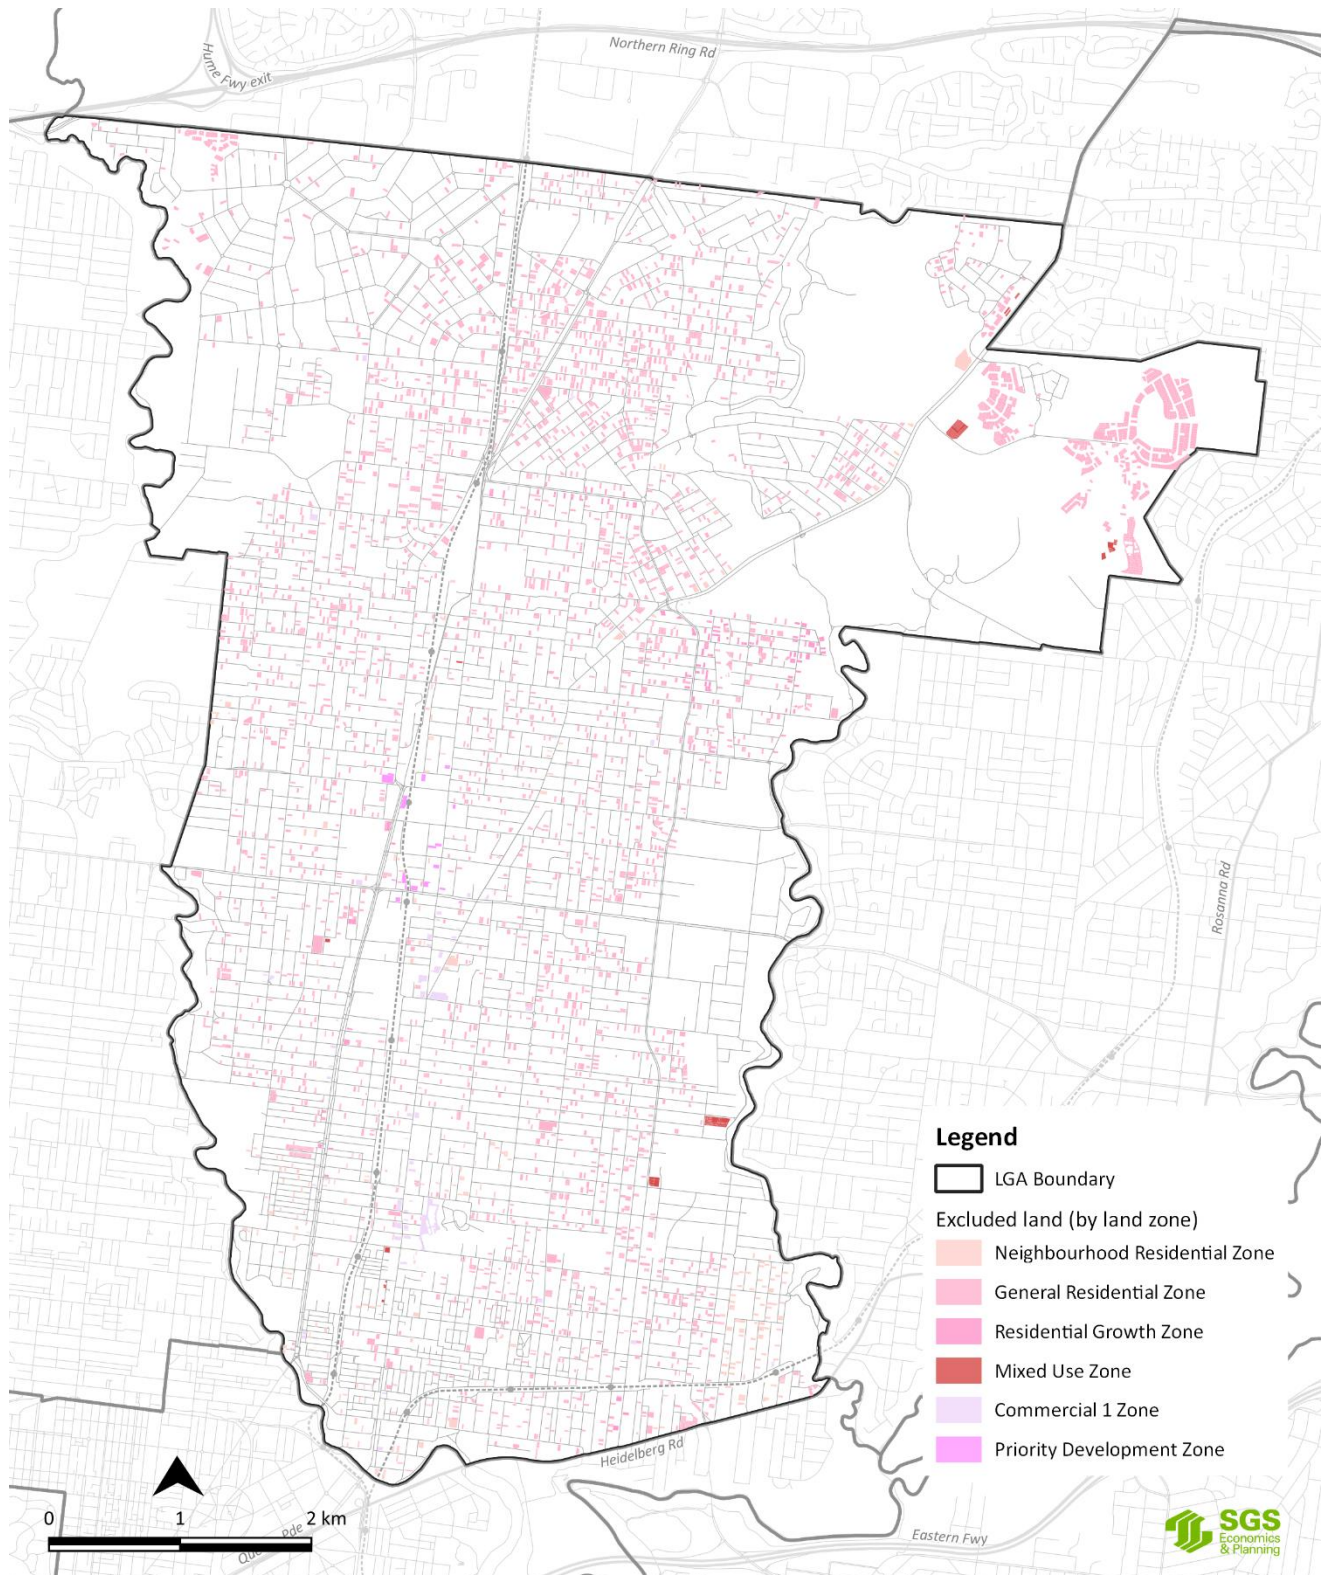 Northern Ring Rd
Hume Fwy exit
Rosanna Rd
Legend
LGA Boundary
Excluded land (by land zone)
Neighbourhood Residential Zone
General Residential Zone
Residential Growth Zone
Mixed Use Zone
Commercial 1 Zone
Priority Development Zone
Heidelberg Rd
0 1 2 km
Pde
Eastern Fwy
SGS
Economics
& Planning